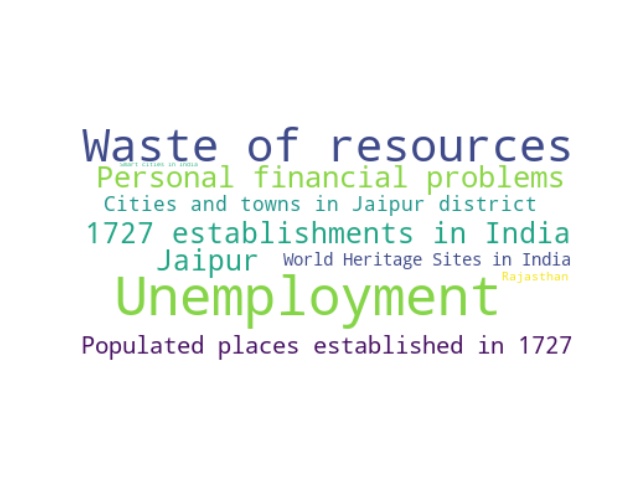 Waste of resources
Smart cities in India
Personal financial problems
Cities and towns in Jaipur district
1727 establishments in India
Jaipur
World Heritage Sites in India
Rajasthan
Unemployment
Populated places established in 1727